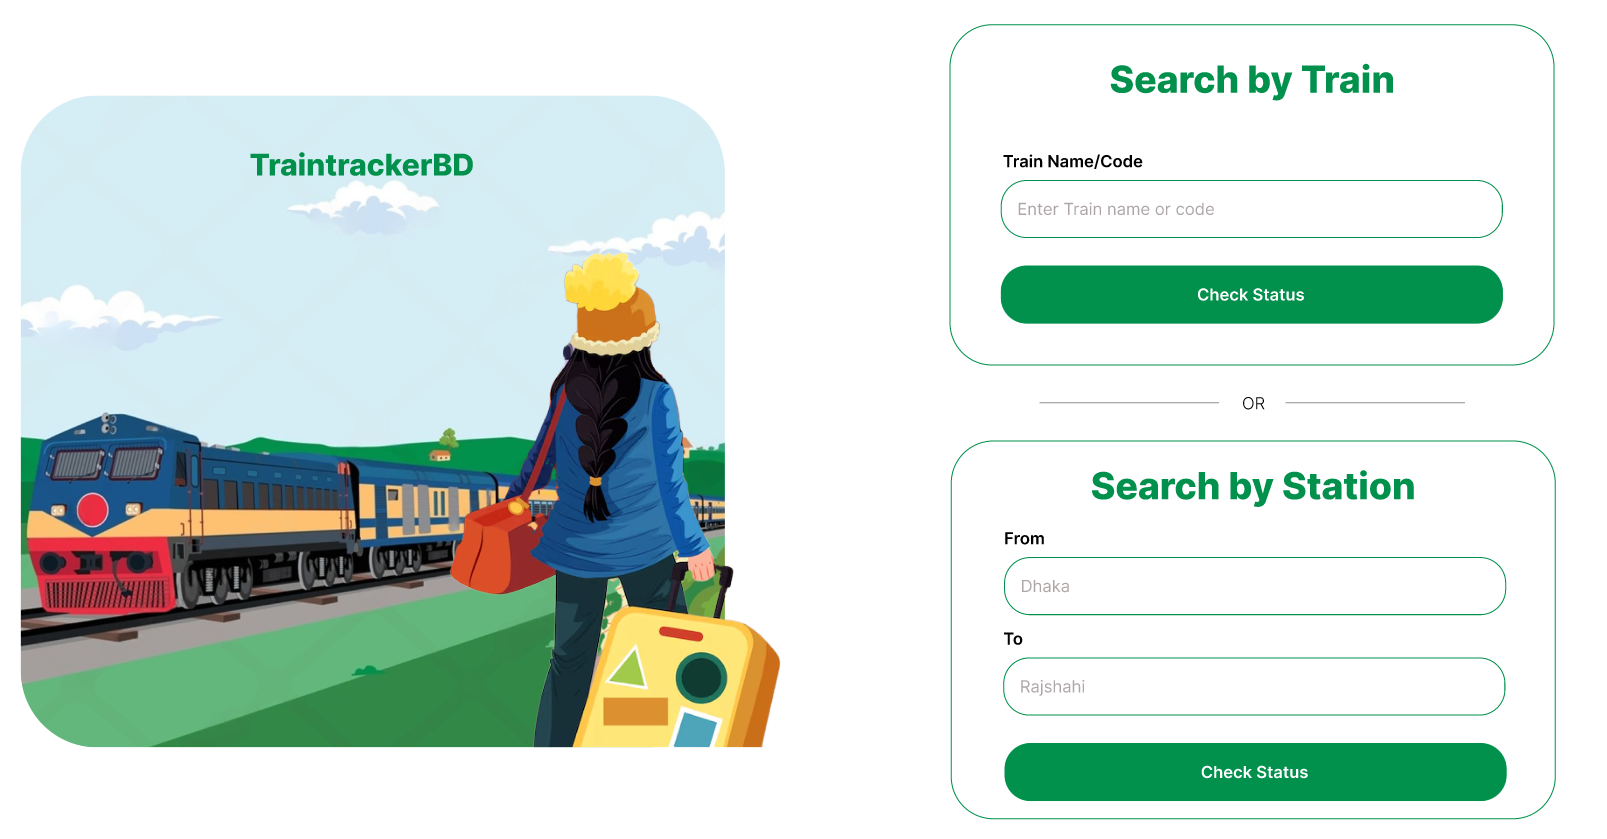 TraintrackerBD
Search by Train
Train Name/Code
Enter Train name or code
Check Status
OR
Search by Station
From
Dhaka
To
Rajshahi
Check Status